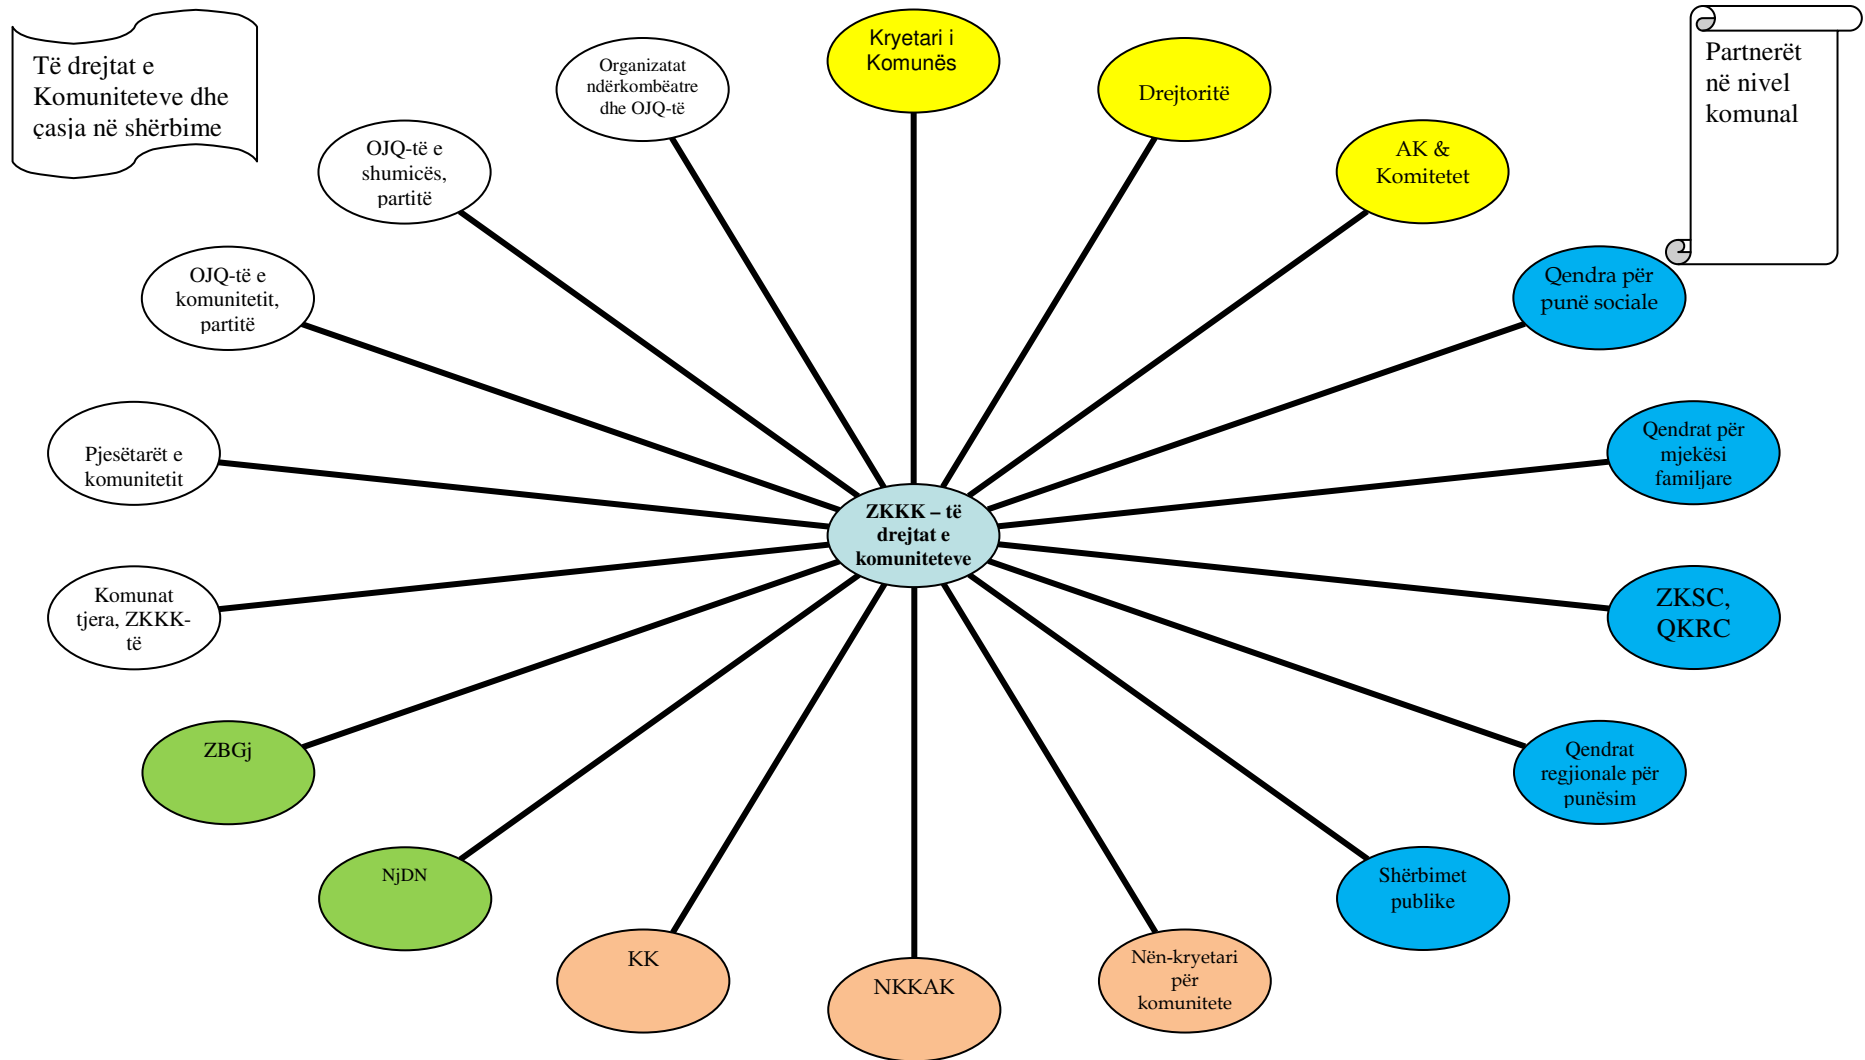 Të drejtat e
Komuniteteve dhe
çasja në shërbime
Partnerët
në nivel
komunal
Kryetari i
Komunës
Drejtoritë
AK &
Komitetet
Qendra për
punë sociale
Qendrat për
mjekësi
familjare
ZKSC,
QKRC
Qendrat
regjionale për
punësim
Shërbimet
publike
Nën-kryetari
për
komunitete
NKKAK
KK
NjDN
ZBGj
Komunat
tjera, ZKKK-
të
Pjesëtarët e
komunitetit
OJQ-të e
komunitetit,
partitë
OJQ-të e
shumicës,
partitë
Organizatat
ndërkombëatre
dhe OJQ-të
ZKKK – të
drejtat e
komuniteteve